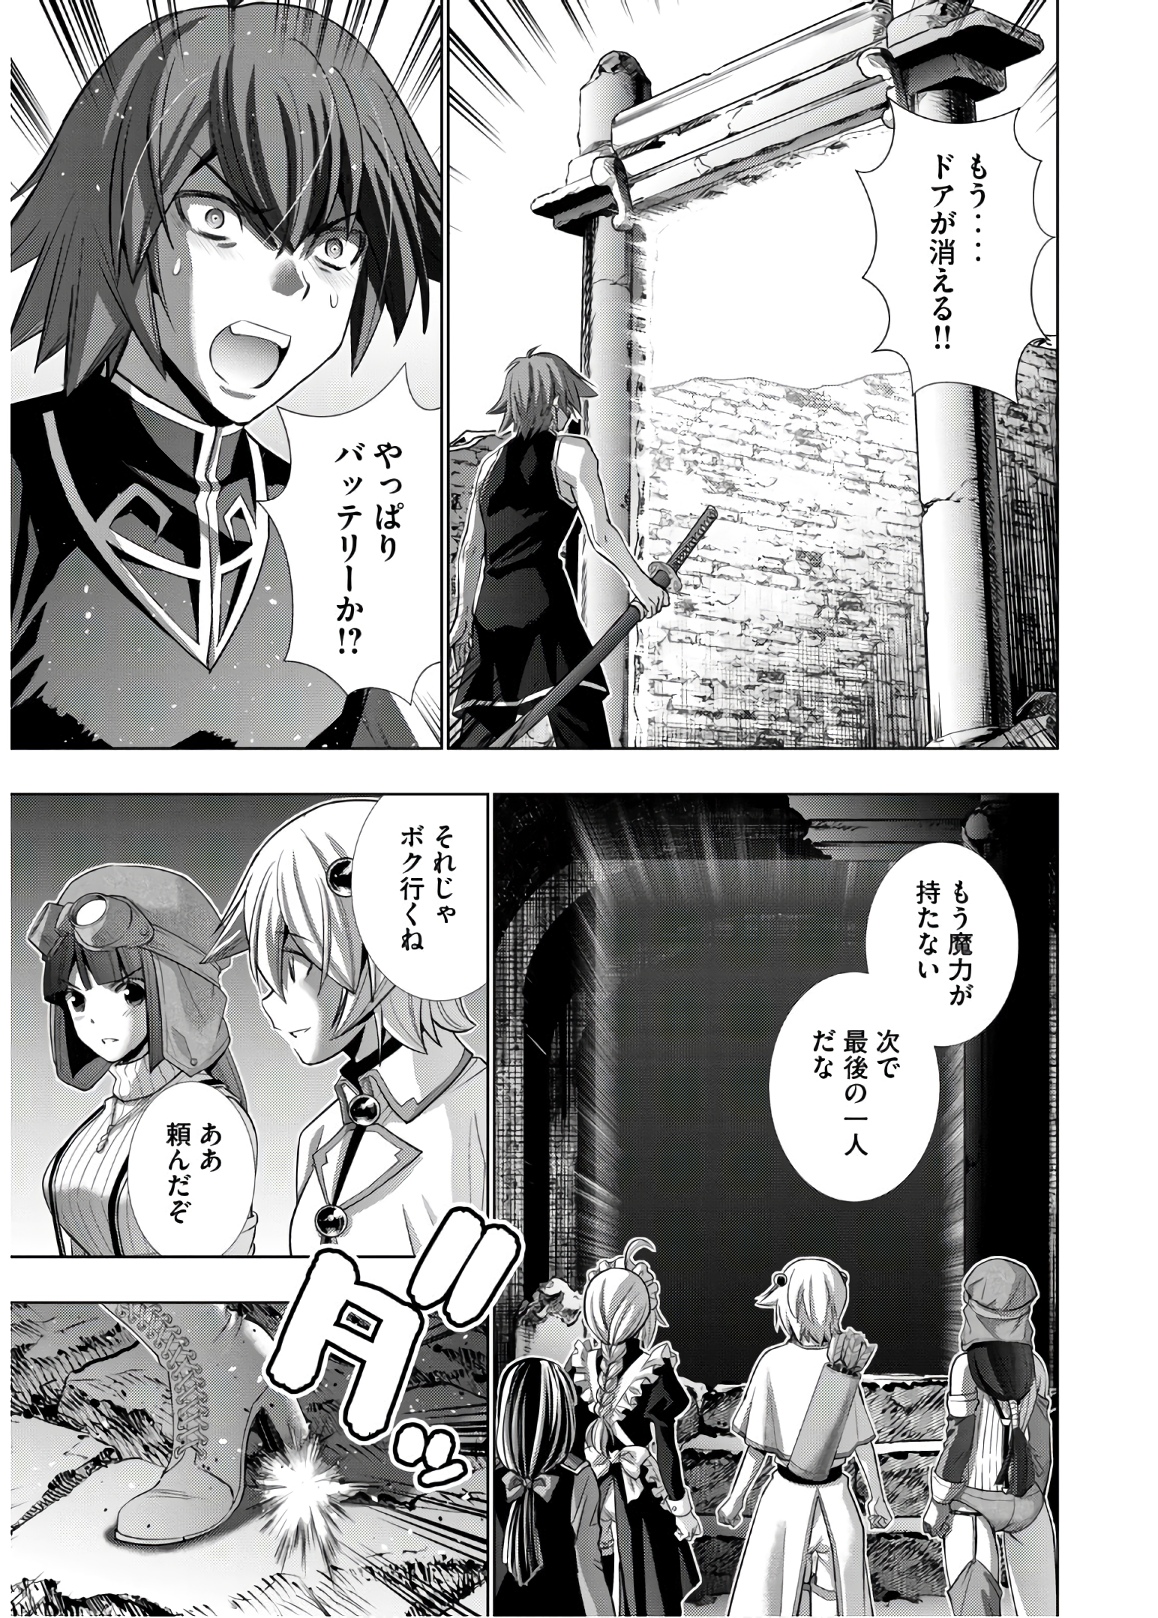 もう‥‥
ドアが消える!!
やっぱり
バッテリーか!?
もう魔力が
持たない
次で
最後の一人
だな
それじゃ
ボク行くね
ああ
頼んだぞ
ダダッ